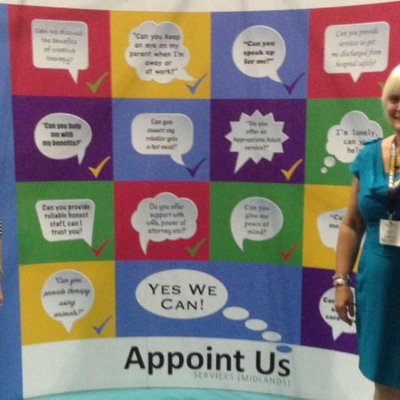 Can we discuss
the benefits
of creative
therapy?
"Can you keep
an eye on my
parent when I'm
away or
at work?"
"Can you
speak up
for me?"
Can you provide
services to get
me discharged from
hospital safely?
"Can you
help me
with my
benefits?"
Can you
ensure my
relative gets
a hot meal?
"Do you
offer an
Appropriate Adult
service?"
I'm lonely,
can you
help
Can you provide
reliable honest
staff, can I
trust you?
Do you offer
support with
wills, power of
attorney etc?
Can you
give me
peace of
mind?
"Can
"Can you
provide therapy
using
animals?"
YES WE
CAN!
Appoint Us
SERVICES (MIDLANDS)